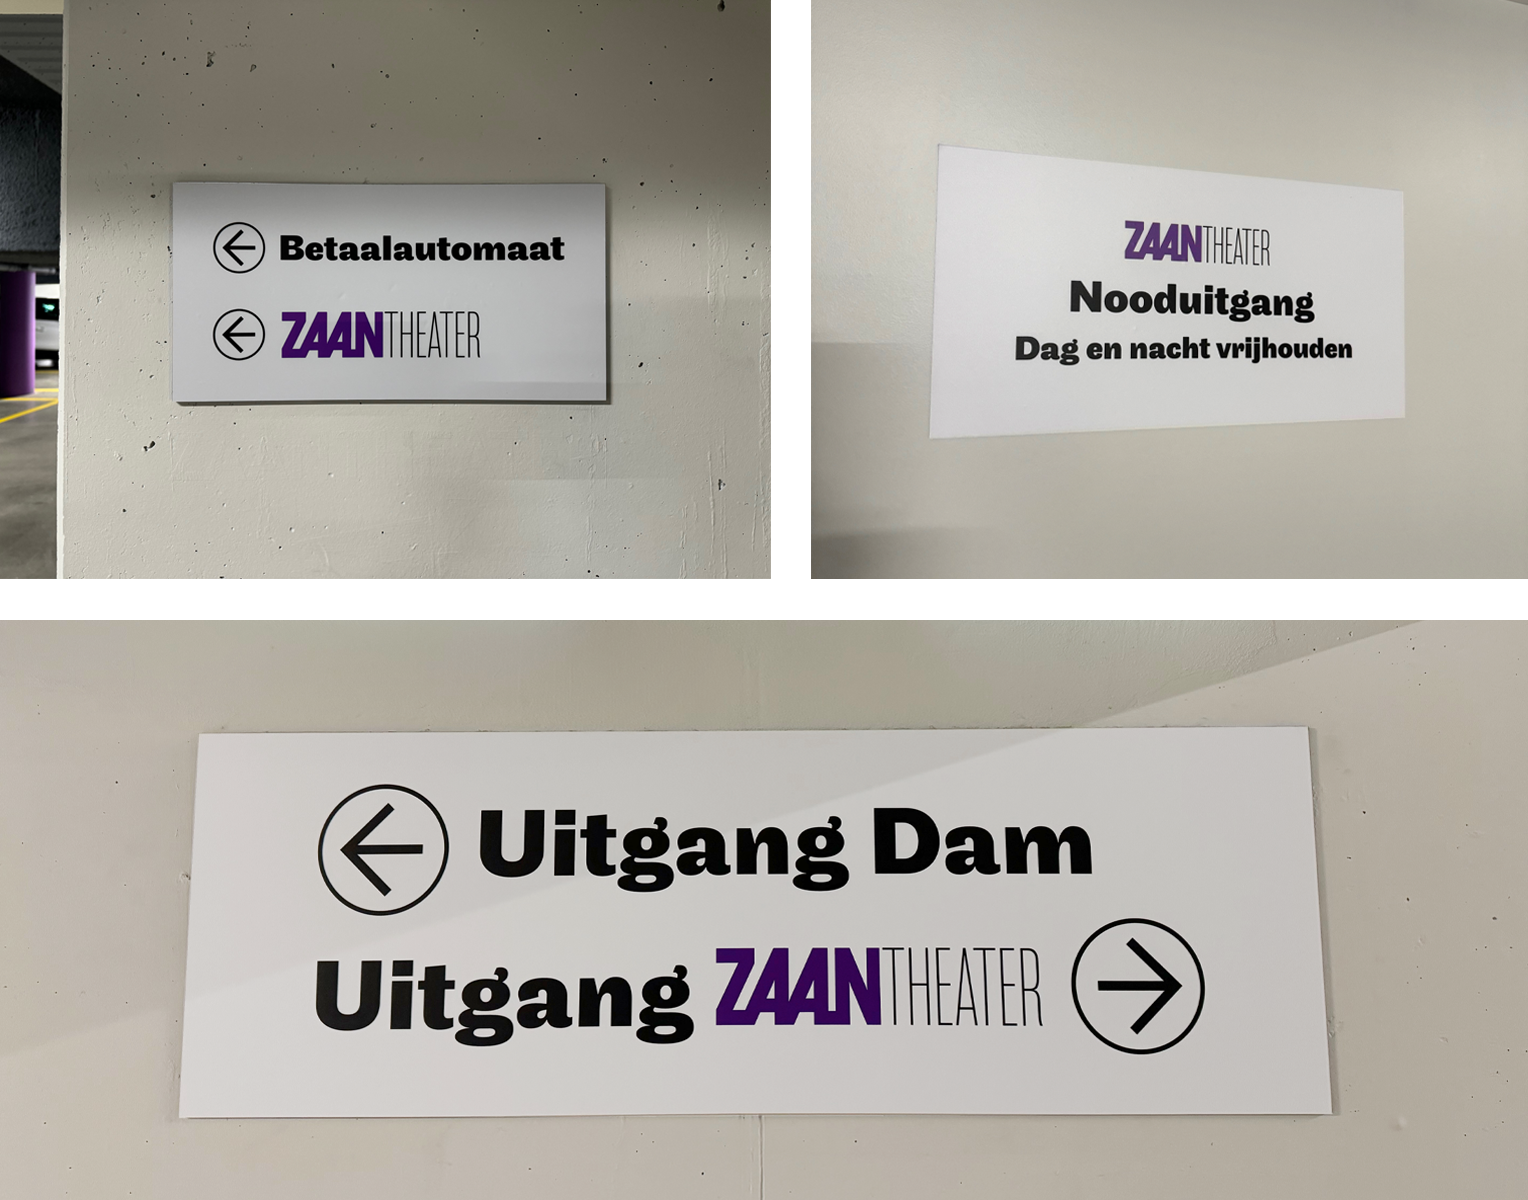 Betaalautomaat
ZAANTHEATER
ZAANTHEATER
Nooduitgang
Dag en nacht vrijhouden
Uitgang Dam
Uitgang ZAANTHEATER